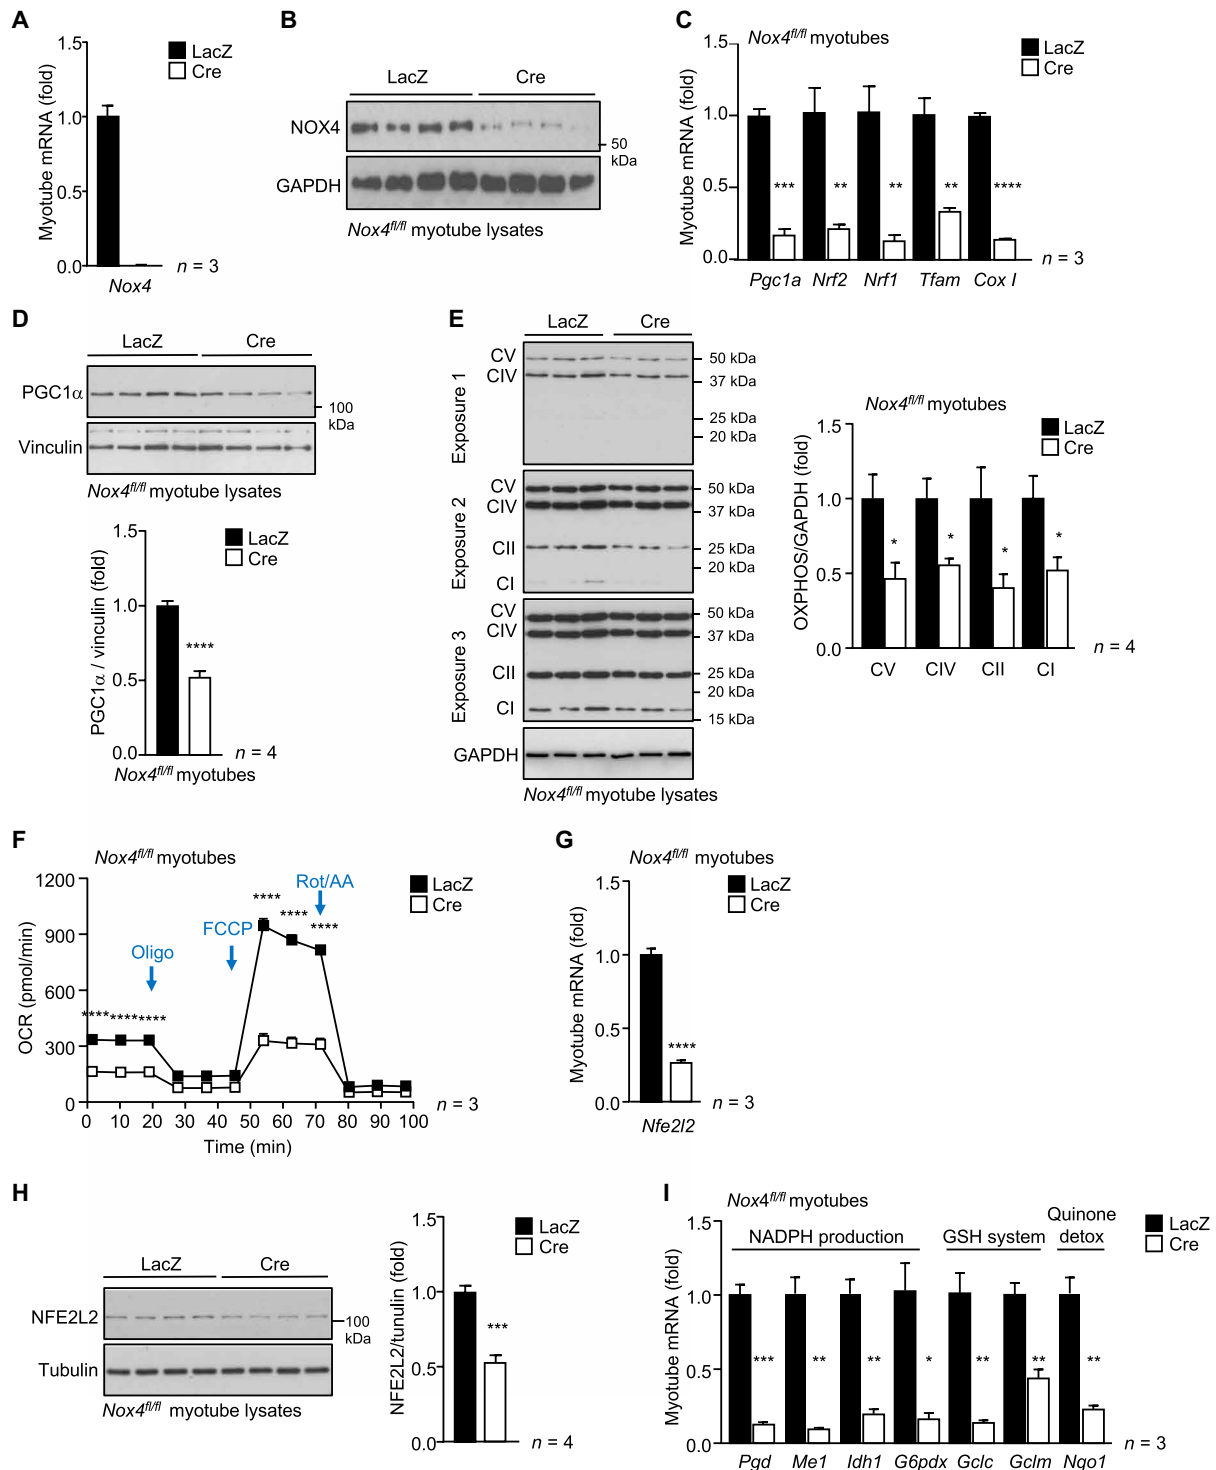 A
Myotube mRNA (fold)
1.5
1.0
0.5
0.0
LacZ
Cre
n = 3
Nox4
B
LacZ Cre
NOX4
50
kDa
GAPDH
Nox4fl/fl myotube lysates
C
Nox4fl/fl myotubes
Myotube mRNA (fold)
1.5
1.0
0.5
0.0
LacZ
Cre
*** ** ** ** ****
n = 3
Pgc1a Nrf2 Nrf1 Tfam Cox I
D
LacZ Cre
PGC1α
100
kDa
Vinculin
Nox4fl/fl myotube lysates
PGC1α / vinculin (fold)
1.5
1.0
0.5
0.0
LacZ
Cre
****
n = 4
Nox4fl/fl myotubes
E
LacZ Cre
Exposure 1
CV 50 kDa
CIV 37 kDa
25 kDa
20 kDa
Exposure 2
CV 50 kDa
CIV 37 kDa
CII 25 kDa
20 kDa
CI
Exposure 3
CV 50 kDa
CIV 37 kDa
CII 25 kDa
20 kDa
CI
15 kDa
GAPDH
Nox4fl/fl myotube lysates
Nox4fl/fl myotubes
OXPHOS/GAPDH (fold)
1.5
1.0
0.5
0.0
LacZ
Cre
* * * *
n = 4
CV CIV CII CI
F
Nox4fl/fl myotubes
OCR (pmol/min)
1200
900
600
300
0
LacZ
Cre
Oligo
FCCP
Rot/AA
**** **** ****
**** **** ****
n = 3
0 10 20 30 40 50 60 70 80 90 100
Time (min)
G
Nox4fl/fl myotubes
Myotube mRNA (fold)
1.5
1.0
0.5
0.0
LacZ
Cre
****
n = 3
Nfe2l2
H
LacZ Cre
NFE2L2
100
kDa
Tubulin
Nox4fl/fl myotube lysates
NFE2L2/tunulin (fold)
1.5
1.0
0.5
0.0
LacZ
Cre
***
n = 4
I
Nox4fl/fl myotubes
Myotube mRNA (fold)
1.5
1.0
0.5
0.0
NADPH production
GSH system
Quinone
detox
LacZ
Cre
*** ** ** * ** ** **
n = 3
Pgd Me1 Idh1 G6pdx Gclc Gclm Nqo1